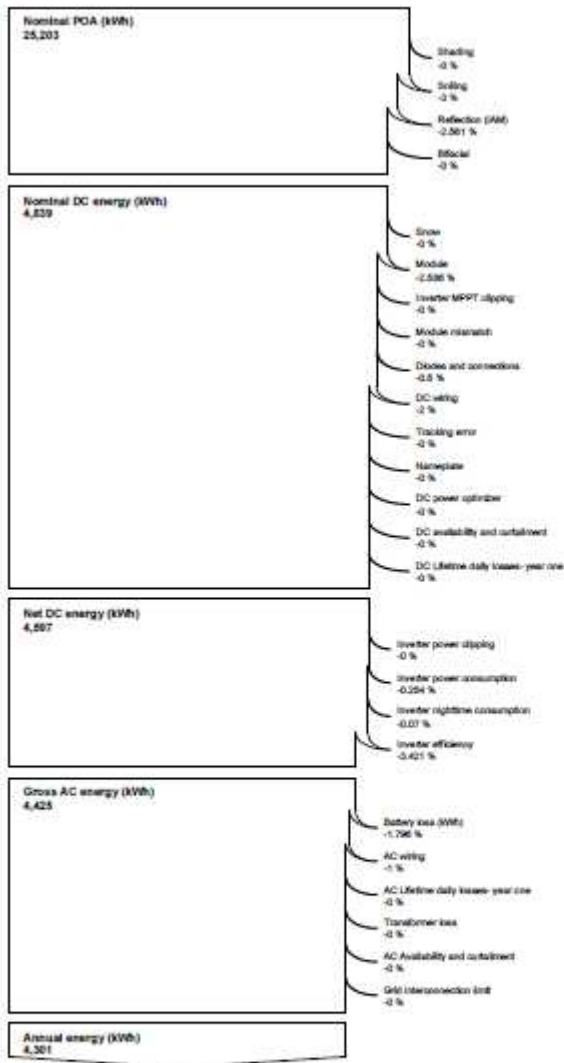 Nominal POA (kWh)
25,203
Shading
-0 %
Soiling
-3 %
Reflection (IAM)
-2.561 %
Bifacial
-0 %
Nominal DC energy (kWh)
4,839
Snow
-0 %
Module
-2.586 %
Inverter MPPT clipping
-0 %
Module mismatch
-0 %
Diodes and connections
-0.5 %
DC wiring
-2 %
Tracking error
-0 %
Nameplate
-0 %
DC power optimizer
-0 %
DC availability and curtailment
-0 %
DC Lifetime daily losses- year one
-0 %
Net DC energy (kWh)
4,597
Inverter power clipping
-0 %
Inverter power consumption
-0.254 %
Inverter nighttime consumption
-0.07 %
Inverter efficiency
-3.421 %
Gross AC energy (kWh)
4,425
Battery loss (kWh)
-1.796 %
AC wiring
-1 %
AC Lifetime daily losses- year one
-0 %
Transformer loss
-0 %
AC Availability and curtailment
-0 %
Grid interconnection limit
-0 %
Annual energy (kWh)
4,301